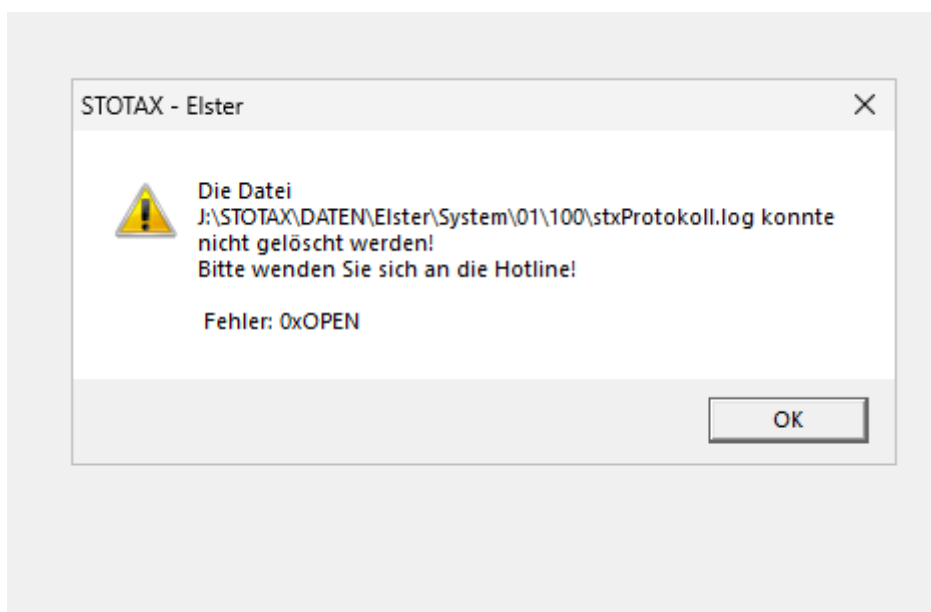 STOTAX - Elster
Die Datei
J:\STOTAX\DATEN\Elster\System\01\100\stxProtokoll.log konnte
nicht gelöscht werden!
Bitte wenden Sie sich an die Hotline!
Fehler: 0xOPEN
OK